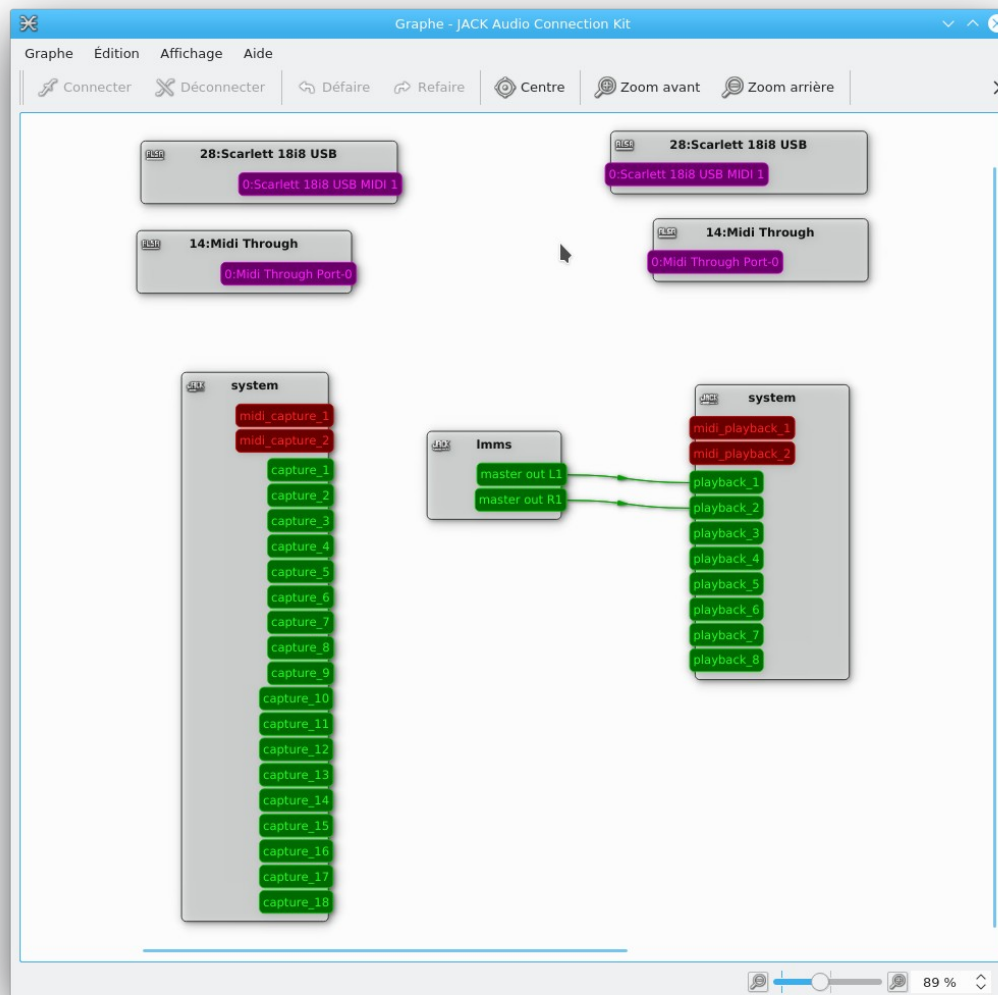 Graphe - JACK Audio Connection Kit
Graphe Édition Affichage Aide
Connecter Déconnecter Défaire Refaire Centre Zoom avant Zoom arrière
ALSA 28:Scarlett 18i8 USB
0:Scarlett 18i8 USB MIDI 1
ALSA 28:Scarlett 18i8 USB
0:Scarlett 18i8 USB MIDI 1
ALSA 14:Midi Through
0:Midi Through Port-0
ALSA 14:Midi Through
0:Midi Through Port-0
JACK system
midi_capture_1
midi_capture_2
capture_1
capture_2
capture_3
capture_4
capture_5
capture_6
capture_7
capture_8
capture_9
capture_10
capture_11
capture_12
capture_13
capture_14
capture_15
capture_16
capture_17
capture_18
JACK lmms
master out L1
master out R1
JACK system
midi_playback_1
midi_playback_2
playback_1
playback_2
playback_3
playback_4
playback_5
playback_6
playback_7
playback_8
89 %